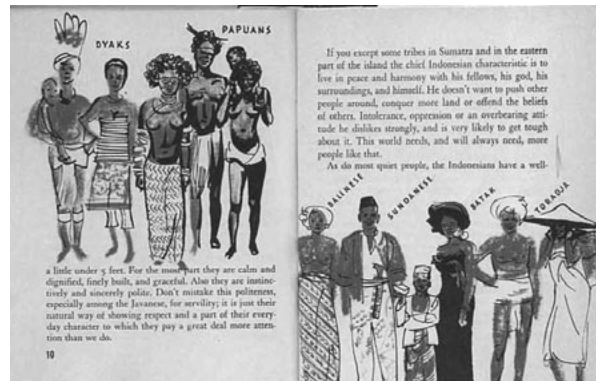 DYAKS
PAPUANS
a little under 5 feet. For the most part they are calm and
dignified, finely built, and graceful. Also they are instinc-
tively and sincerely polite. Don't mistake this politeness,
especially among the Javanese, for servility; it is just their
natural way of showing respect and a part of their every-
day character to which they pay a great deal more atten-
tion than we do.
10
If you except some tribes in Sumatra and in the eastern
part of the island the chief Indonesian characteristic is to
live in peace and harmony with his fellows, his god, his
surroundings, and himself. He doesn't want to push other
people around, conquer more land or offend the beliefs
of others. Intolerance, oppression or an overbearing atti-
tude he dislikes strongly, and is very likely to get tough
about it. This world needs, and will always need, more
people like that.
As do most quiet people, the Indonesians have a well-
BALINESE
SUNDANESE
BATAK
TORADJA